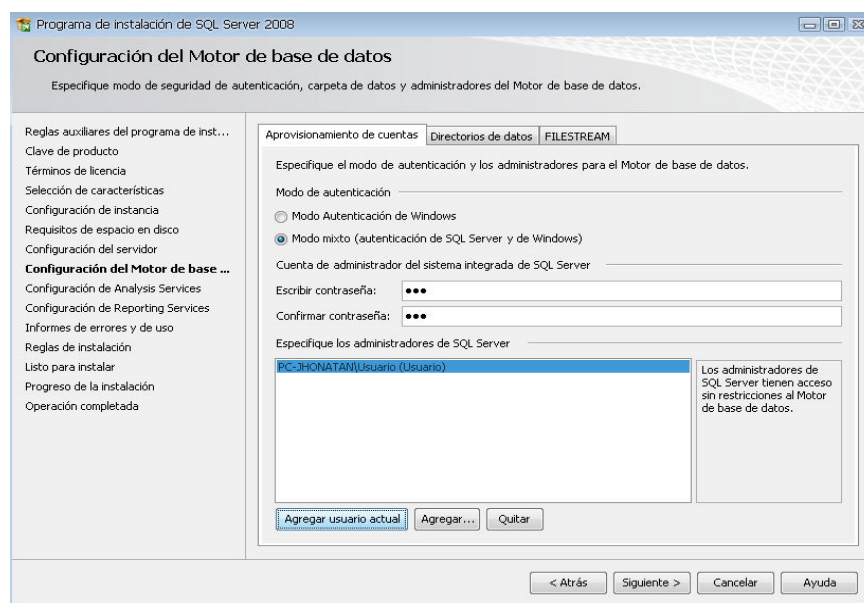 Programa de instalación de SQL Server 2008
Configuración del Motor de base de datos
Especifique modo de seguridad de autenticación, carpeta de datos y administradores del Motor de base de datos.
Reglas auxiliares del programa de inst...
Clave de producto
Términos de licencia
Selección de características
Configuración de instancia
Requisitos de espacio en disco
Configuración del servidor
Configuración del Motor de base ...
Configuración de Analysis Services
Configuración de Reporting Services
Informes de errores y de uso
Reglas de instalación
Listo para instalar
Progreso de la instalación
Operación completada
Aprovisionamiento de cuentas
Directorios de datos
FILESTREAM
Especifique el modo de autenticación y los administradores para el Motor de base de datos.
Modo de autenticación
Modo Autenticación de Windows
Modo mixto (autenticación de SQL Server y de Windows)
Cuenta de administrador del sistema integrada de SQL Server
Escribir contraseña: ●●●
Confirmar contraseña: ●●●
Especifique los administradores de SQL Server
PC-JHONATAN\Usuario (Usuario)
Los administradores de
SQL Server tienen acceso
sin restricciones al Motor
de base de datos.
Agregar usuario actual
Agregar...
Quitar
< Atrás
Siguiente >
Cancelar
Ayuda